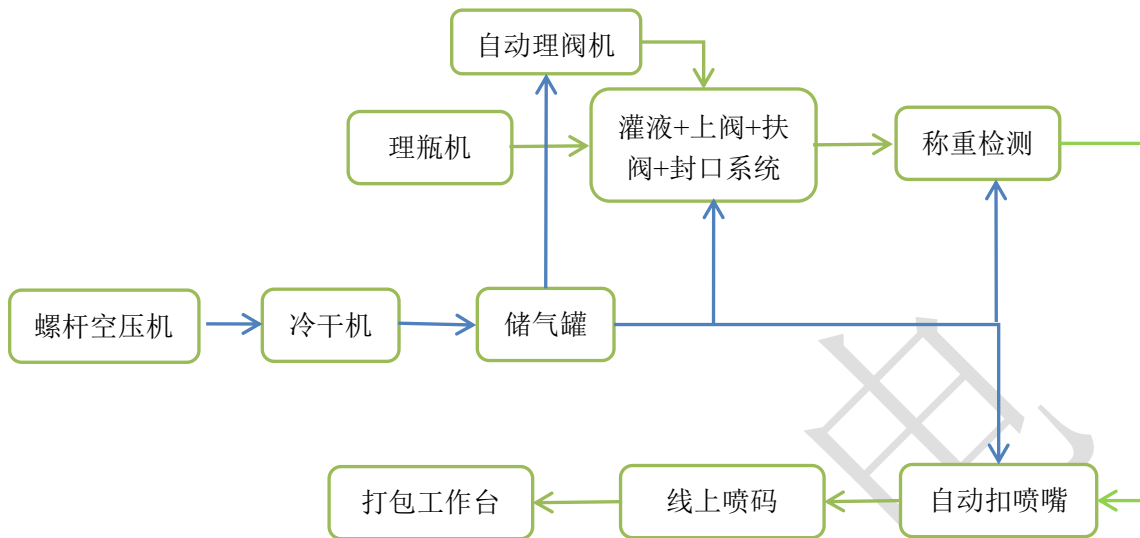 自动理阀机
理瓶机
灌液+上阀+扶
阀+封口系统
称重检测
螺杆空压机
冷干机
储气罐
打包工作台
线上喷码
自动扣喷嘴